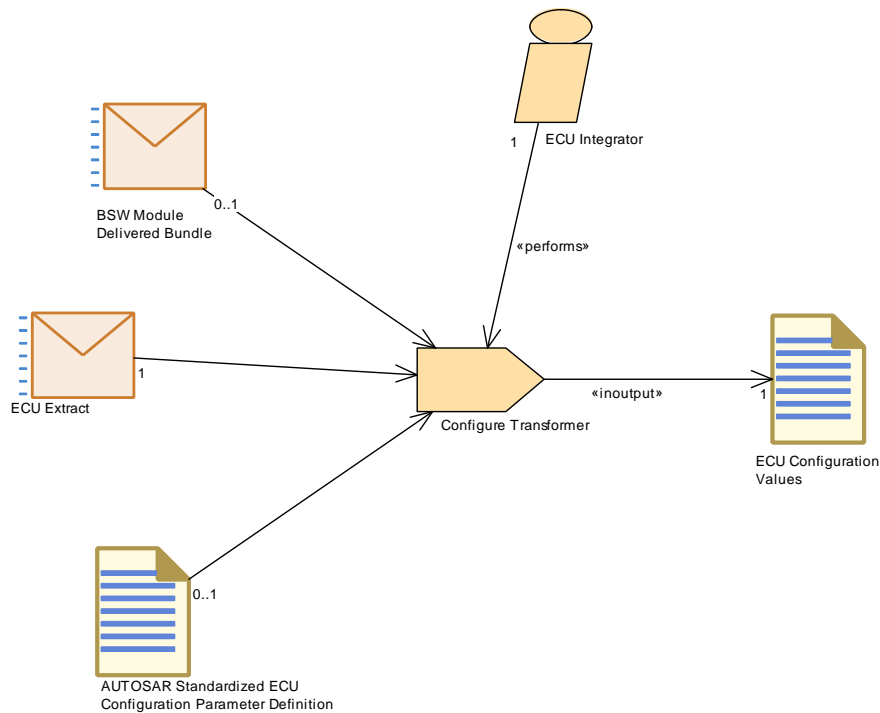 1
ECU Integrator
BSW Module
Delivered Bundle
0..1
«performs»
ECU Extract
1
Configure Transformer
«inoutput»
1
ECU Configuration
Values
0..1
AUTOSAR Standardized ECU
Configuration Parameter Definition